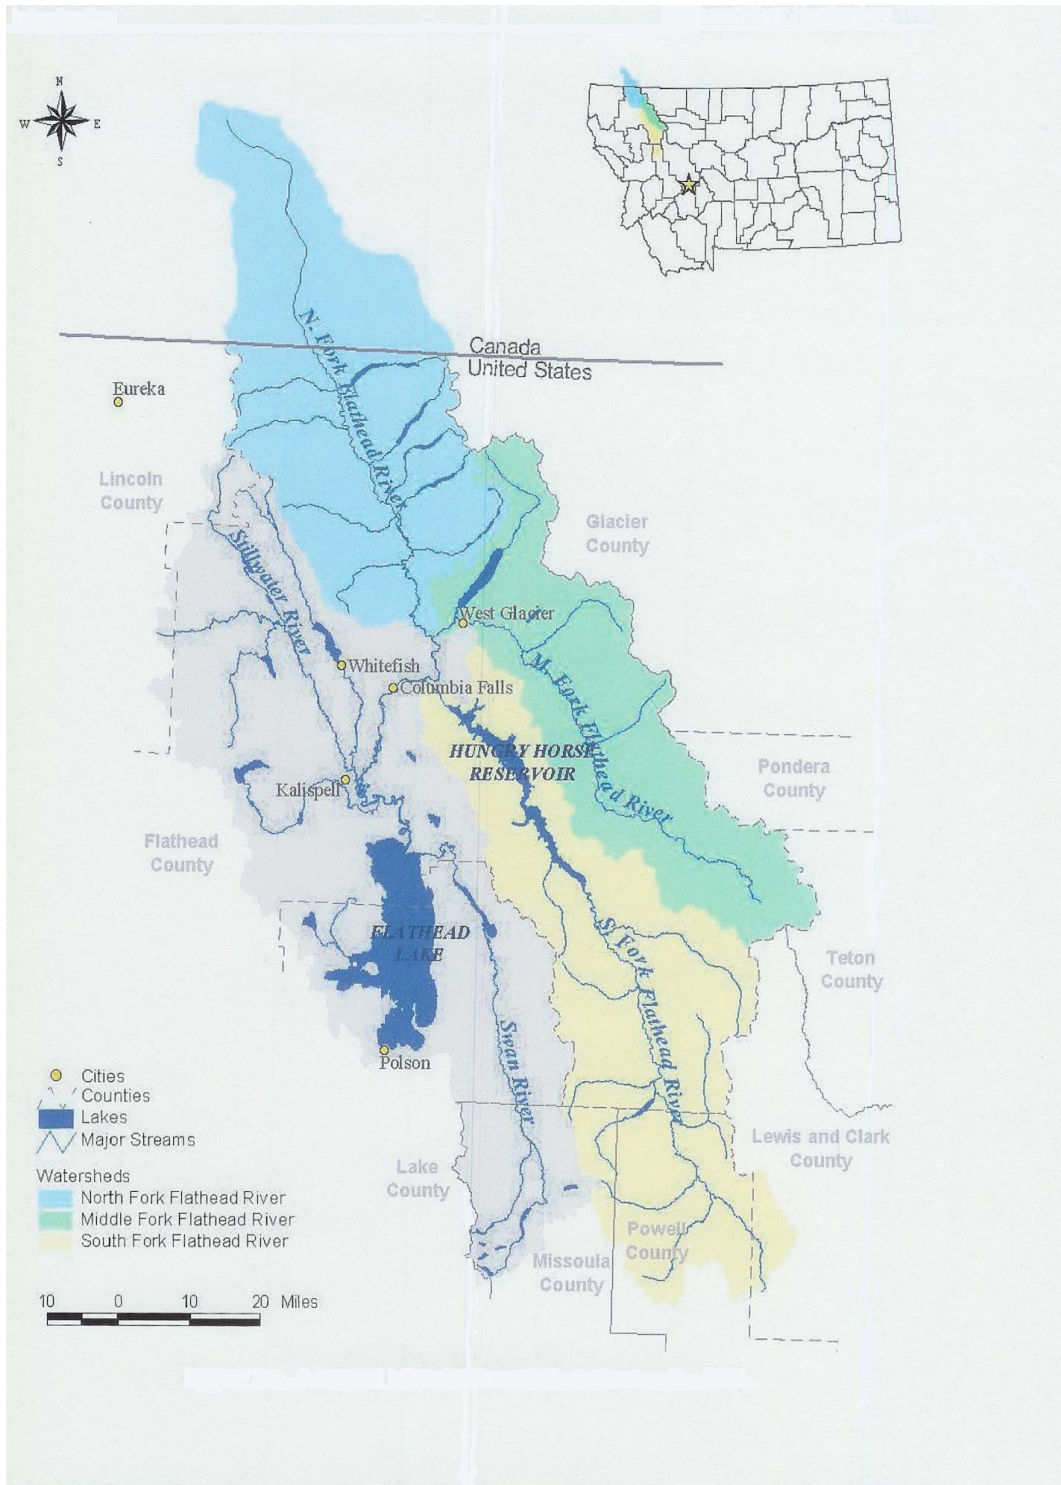 N
W E
S
N. Fork Flathead River
Canada
United States
Eureka
Lincoln
County
Glacier
County
Stillwater River
West Glacier
Whitefish
M. Fork Flathead River
Columbia Falls
HUNGRY HORSE
RESERVOIR
Pondera
County
Kalispell
Flathead
County
FLATHEAD
LAKE
S. Fork Flathead River
Teton
County
Swan River
Polson
Cities
Counties
Lakes
Major Streams
Lewis and Clark
County
Lake
County
Watersheds
North Fork Flathead River
Middle Fork Flathead River
South Fork Flathead River
Powell
County
Missoula
County
10 0 10 20 Miles